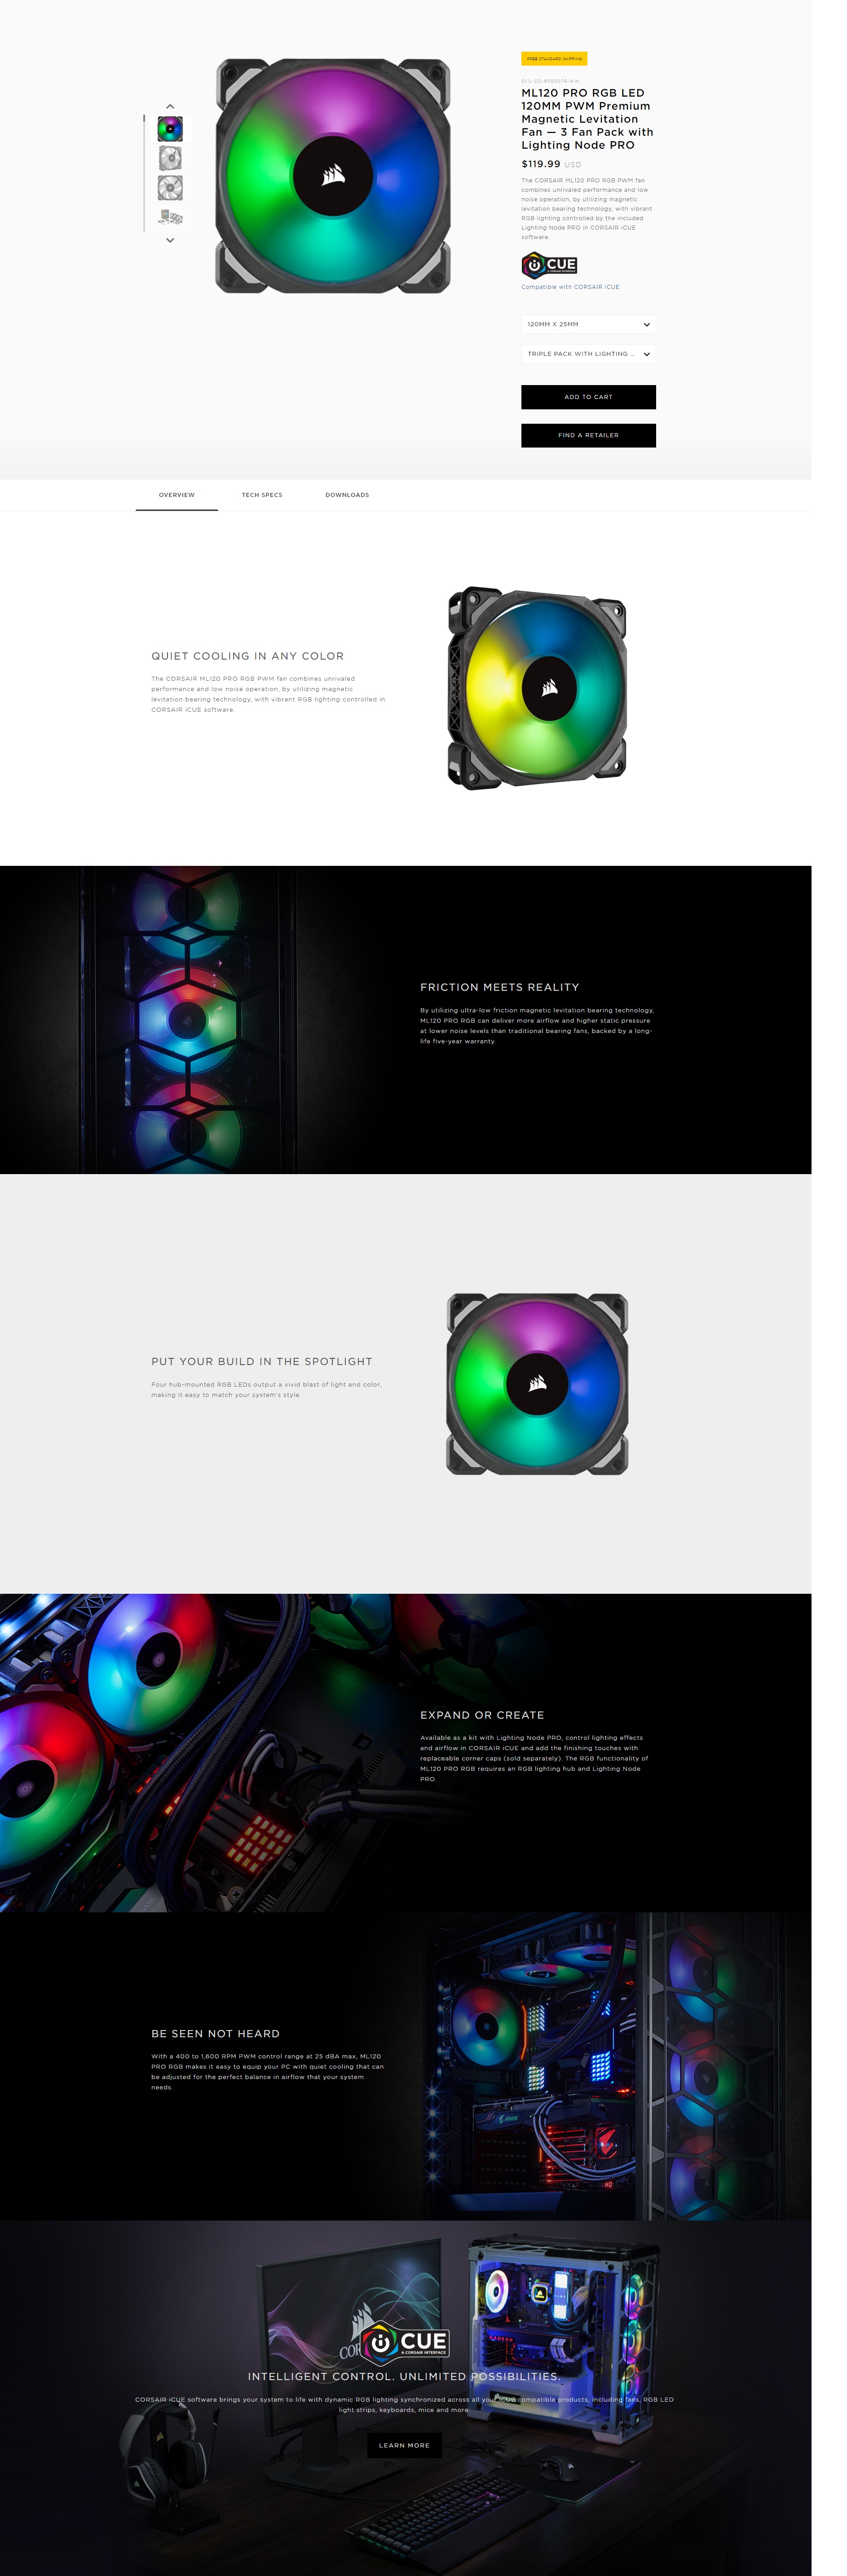 FREE STANDARD SHIPPING
ML120 PRO RGB LED
120MM PWM Premium
Magnetic Levitation
Fan — 3 Fan Pack with
Lighting Node PRO
$119.99 USD
The CORSAIR ML120 PRO RGB PWM fan
combines unrivaled performance and low
noise operation, by utilizing magnetic
levitation bearing technology, with vibrant
RGB lighting controlled by the included
Lighting Node PRO in CORSAIR iCUE
software.
iCUE
A CORSAIR INTERFACE
Compatible with CORSAIR iCUE
120MM X 25MM
TRIPLE PACK WITH LIGHTING ...
ADD TO CART
FIND A RETAILER
OVERVIEW TECH SPECS DOWNLOADS
QUIET COOLING IN ANY COLOR
The CORSAIR ML120 PRO RGB PWM fan combines unrivaled
performance and low noise operation, by utilizing magnetic
levitation bearing technology, with vibrant RGB lighting controlled in
CORSAIR iCUE software.
FRICTION MEETS REALITY
By utilizing ultra-low friction magnetic levitation bearing technology,
ML120 PRO RGB can deliver more airflow and higher static pressure
at lower noise levels than traditional bearing fans, backed by a long-
life five-year warranty.
PUT YOUR BUILD IN THE SPOTLIGHT
Four hub-mounted RGB LEDs output a vivid blast of light and color,
making it easy to match your system's style.
EXPAND OR CREATE
Available as a kit with Lighting Node PRO, control lighting effects
and airflow in CORSAIR iCUE and add the finishing touches with
replaceable corner caps (sold separately). The RGB functionality of
ML120 PRO RGB requires an RGB lighting hub and Lighting Node
PRO.
BE SEEN NOT HEARD
With a 400 to 1,600 RPM PWM control range at 25 dBA max, ML120
PRO RGB makes it easy to equip your PC with quiet cooling that can
be adjusted for the perfect balance in airflow that your system
needs.
iCUE
A CORSAIR INTERFACE
INTELLIGENT CONTROL. UNLIMITED POSSIBILITIES.
CORSAIR iCUE software brings your system to life with dynamic RGB lighting synchronized across all your iCUE compatible products, including fans, RGB LED
light strips, keyboards, mice and more.
LEARN MORE